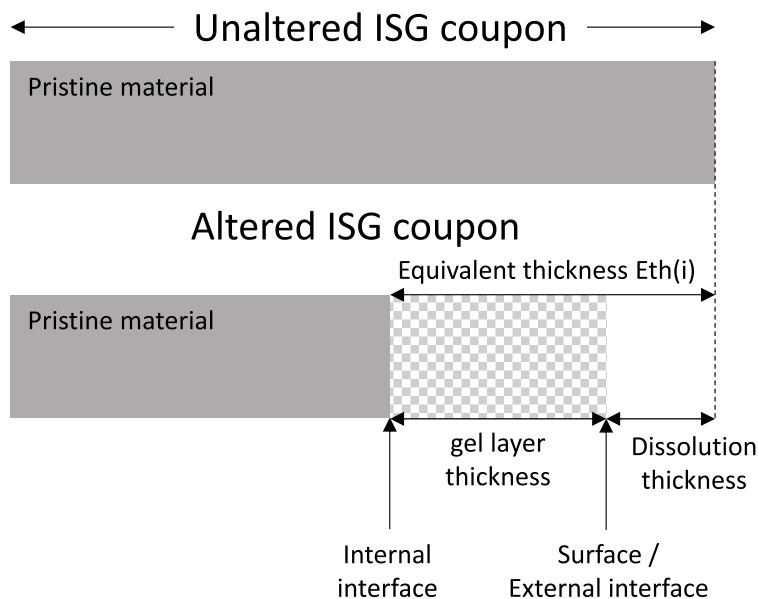 Unaltered ISG coupon
Pristine material
Altered ISG coupon
Equivalent thickness Eth(i)
Pristine material
gel layer
thickness
Dissolution
thickness
Internal
interface
Surface /
External interface